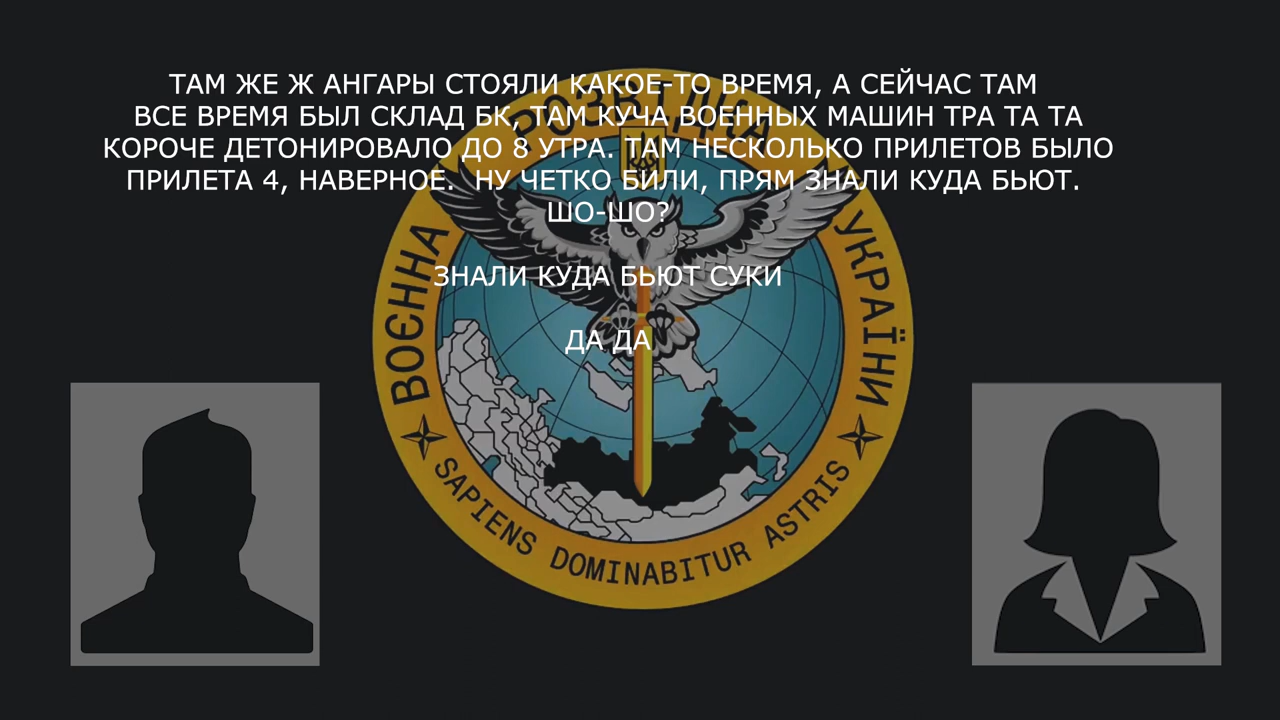 ТАМ ЖЕ Ж АНГАРЫ СТОЯЛИ КАКОЕ-ТО ВРЕМЯ, А СЕЙЧАС ТАМ
ВСЕ ВРЕМЯ БЫЛ СКЛАД БК, ТАМ КУЧА ВОЕННЫХ МАШИН ТРА ТА ТА
КОРОЧЕ ДЕТОНИРОВАЛО ДО 8 УТРА. ТАМ НЕСКОЛЬКО ПРИЛЕТОВ БЫЛО
ПРИЛЕТА 4, НАВЕРНОЕ. НУ ЧЕТКО БИЛИ, ПРЯМ ЗНАЛИ КУДА БЬЮТ.
ШО-ШО?
ЗНАЛИ КУДА БЬЮТ СУКИ
ДА ДА
ВОЄННА РОЗВІДКА УКРАЇНИ
SAPIENS DOMINABITUR ASTRIS